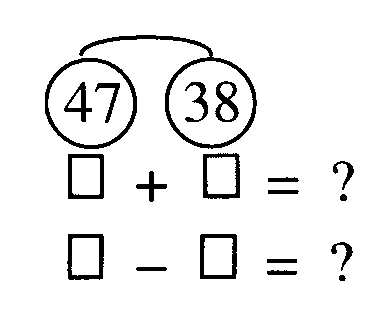 47 38
□ + □ = ?
□ − □ = ?